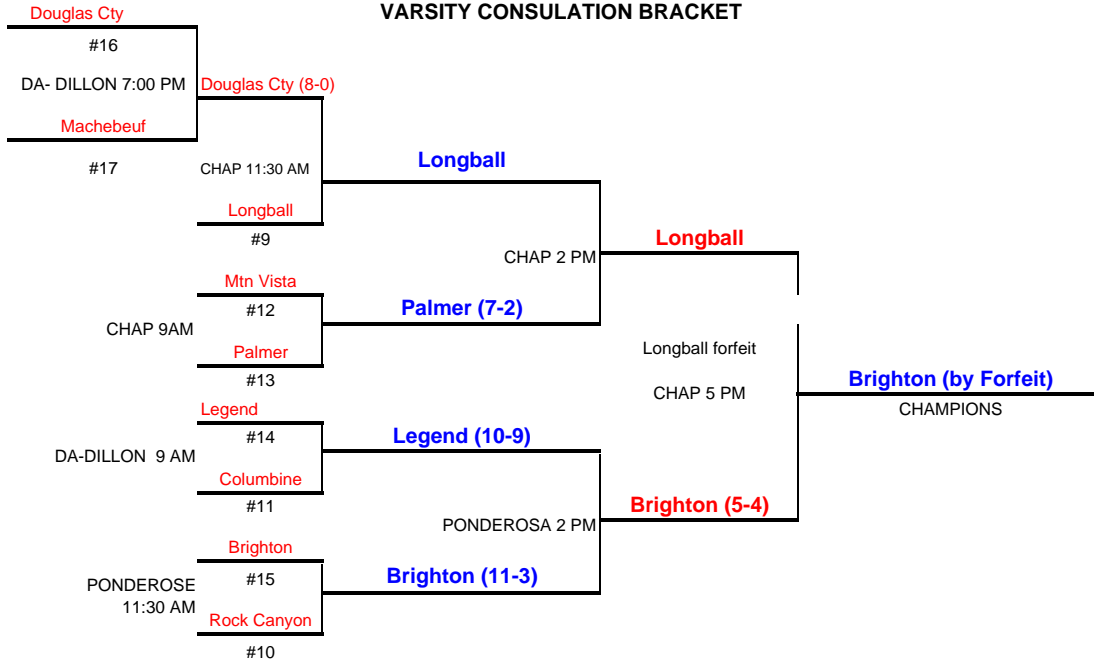 VARSITY CONSULATION BRACKET
Douglas Cty
#16
DA- DILLON 7:00 PM
Douglas Cty (8-0)
Machebeuf
#17
CHAP 11:30 AM
Longball
Longball
#9
CHAP 2 PM
Longball
Mtn Vista
#12
CHAP 9AM
Palmer (7-2)
Palmer
#13
Longball forfeit
CHAP 5 PM
Brighton (by Forfeit)
CHAMPIONS
Legend
#14
DA-DILLON 9 AM
Legend (10-9)
Columbine
#11
PONDEROSA 2 PM
Brighton (5-4)
Brighton
#15
PONDEROSE
11:30 AM
Brighton (11-3)
Rock Canyon
#10